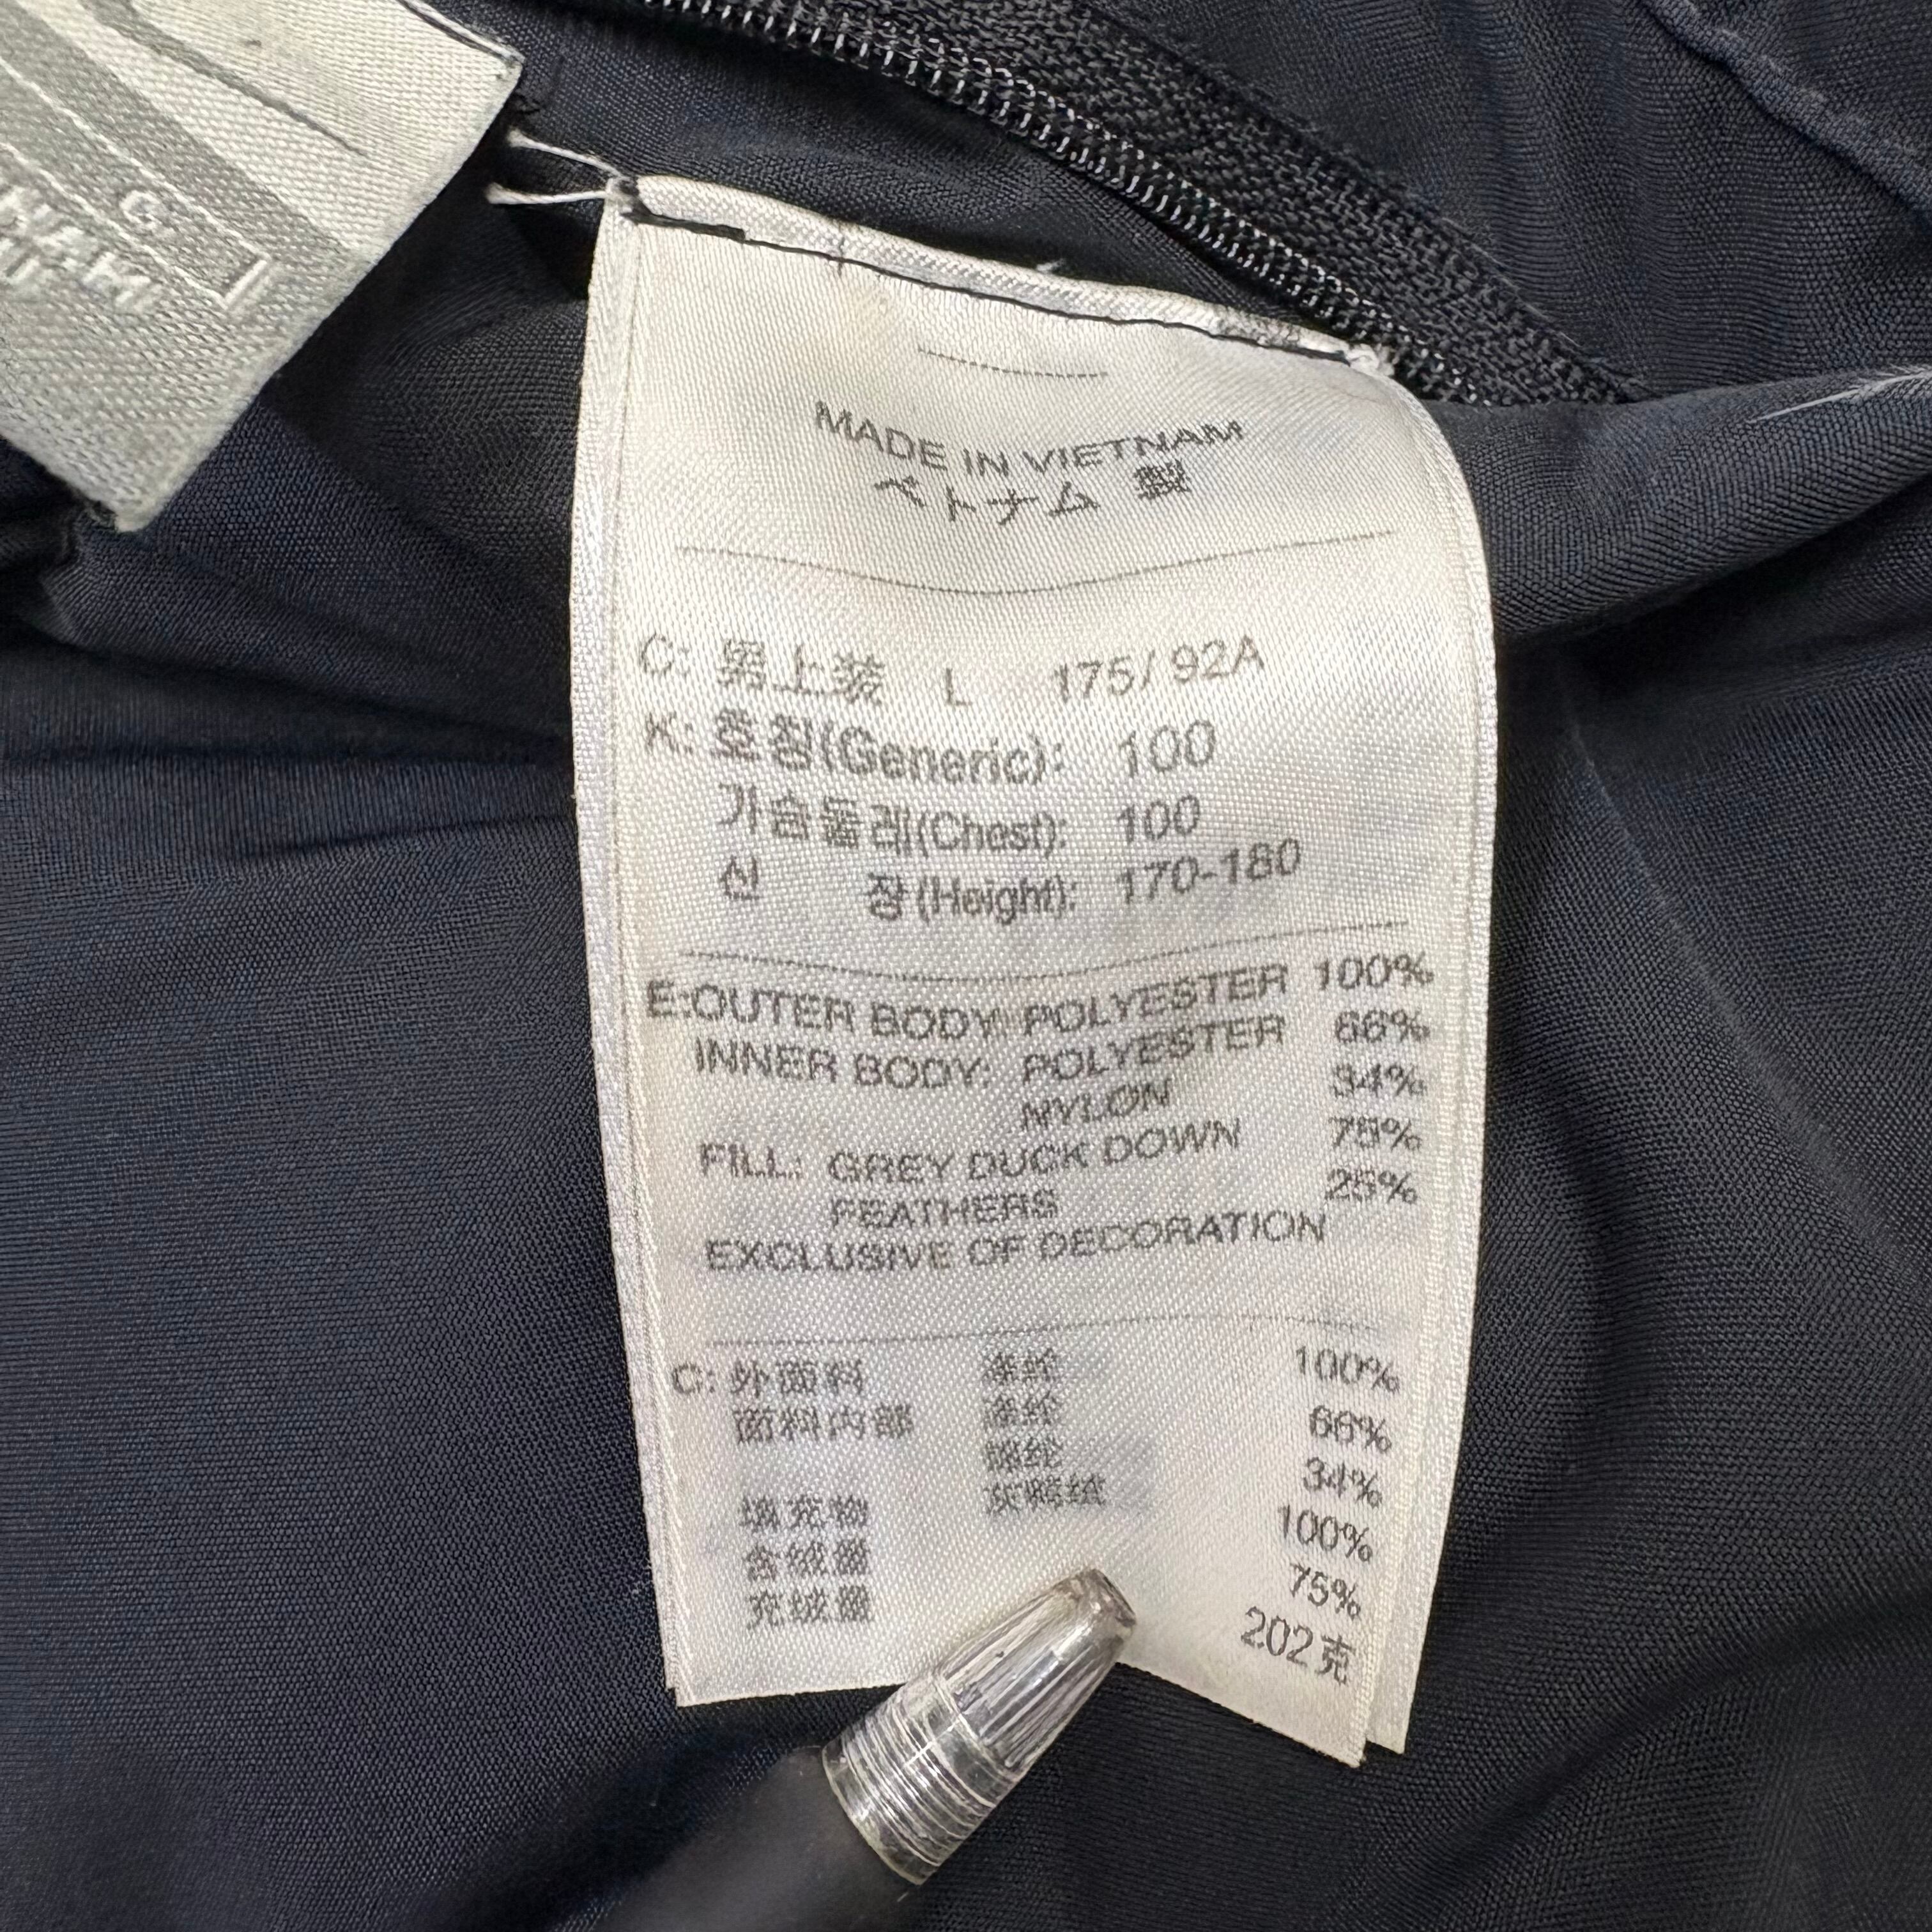 MADE IN VIETNAM
ベトナム 製
C: 男上装 L 175/92A
K: 호칭(Generic): 100
가슴둘레(Chest): 100
신 장(Height): 170-180
E:OUTER BODY: POLYESTER 100%
INNER BODY: POLYESTER 66%
NYLON 34%
FILL: GREY DUCK DOWN 75%
FEATHERS 25%
EXCLUSIVE OF DECORATION
C: 外面料 涤纶 100%
面料内部 涤纶 66%
锦纶 34%
填充物 灰鸭绒 100%
含绒量 75%
充绒量 202克